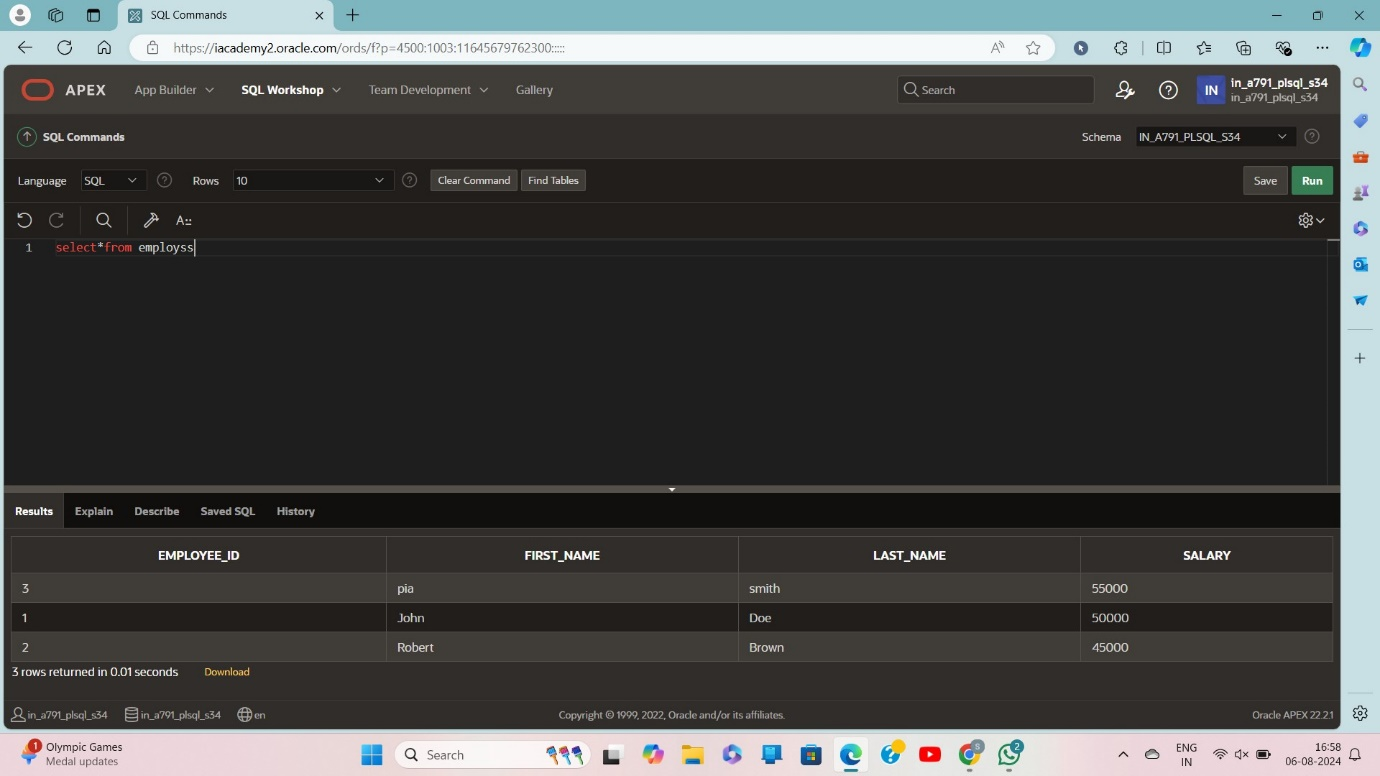 SQL Commands
https://iacademy2.oracle.com/ords/f?p=4500:1003:11645679762300:::::
APEX App Builder SQL Workshop Team Development Gallery Search IN in_a791_plsql_s34
in_a791_plsql_s34
SQL Commands Schema IN_A791_PLSQL_S34
Language SQL Rows 10 Clear Command Find Tables Save Run
A::
1 select*from employss
Results Explain Describe Saved SQL History
EMPLOYEE_ID FIRST_NAME LAST_NAME SALARY
3 pia smith 55000
1 John Doe 50000
2 Robert Brown 45000
3 rows returned in 0.01 seconds Download
in_a791_plsql_s34 in_a791_plsql_s34 en Copyright © 1999, 2022, Oracle and/or its affiliates. Oracle APEX 22.2.1
1 Olympic Games
Medal updates
Search
2
ENG
IN
16:58
06-08-2024